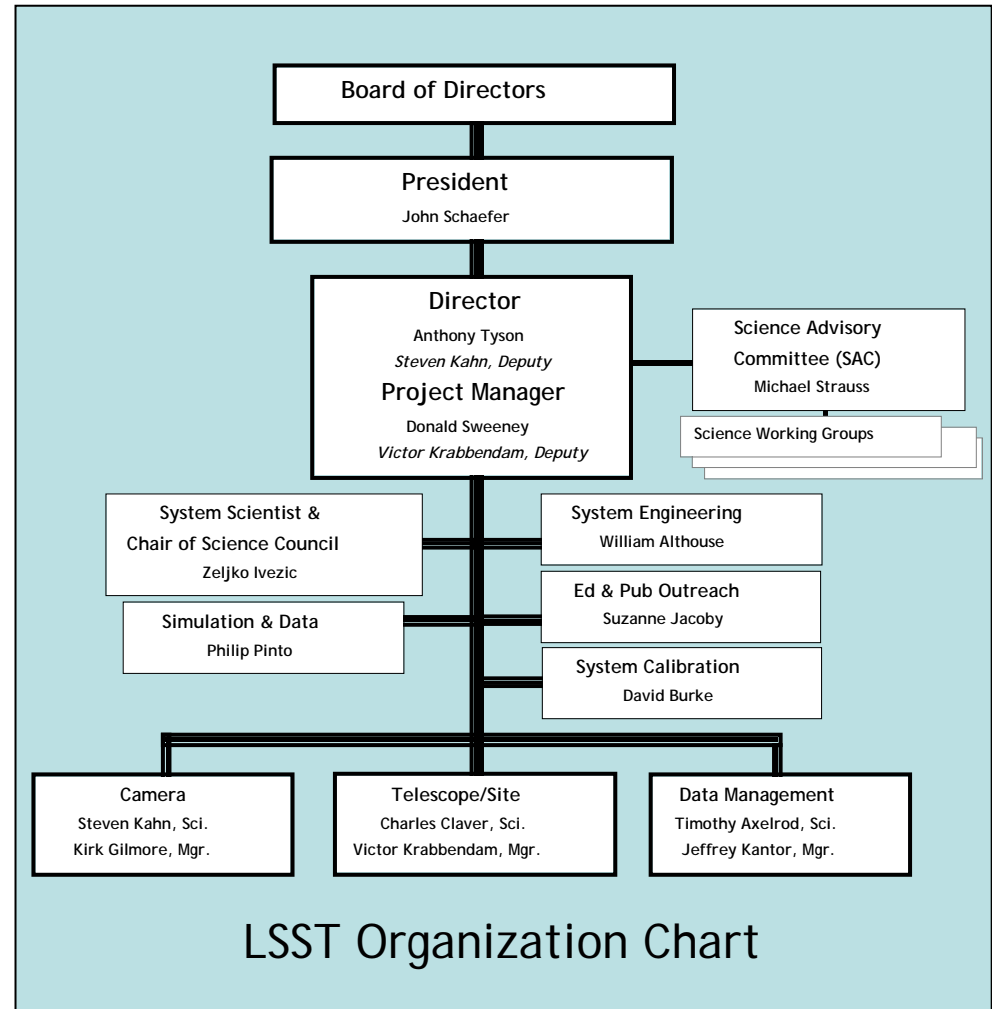 Board of Directors
President
John Schaefer
Director
Anthony Tyson
Steven Kahn, Deputy
Project Manager
Donald Sweeney
Victor Krabbendam, Deputy
Science Advisory
Committee (SAC)
Michael Strauss
Science Working Groups
System Scientist &
Chair of Science Council
Zeljko Ivezic
System Engineering
William Althouse
Simulation & Data
Philip Pinto
Ed & Pub Outreach
Suzanne Jacoby
System Calibration
David Burke
Camera
Steven Kahn, Sci.
Kirk Gilmore, Mgr.
Telescope/Site
Charles Claver, Sci.
Victor Krabbendam, Mgr.
Data Management
Timothy Axelrod, Sci.
Jeffrey Kantor, Mgr.
LSST Organization Chart